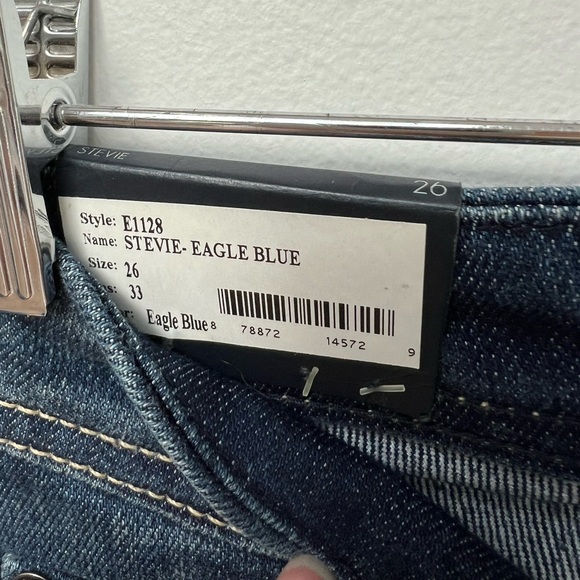 STEVIE
26
Style: E1128
Name: STEVIE- EAGLE BLUE
Size: 26
33
Eagle Blue
8 78872 14572 9